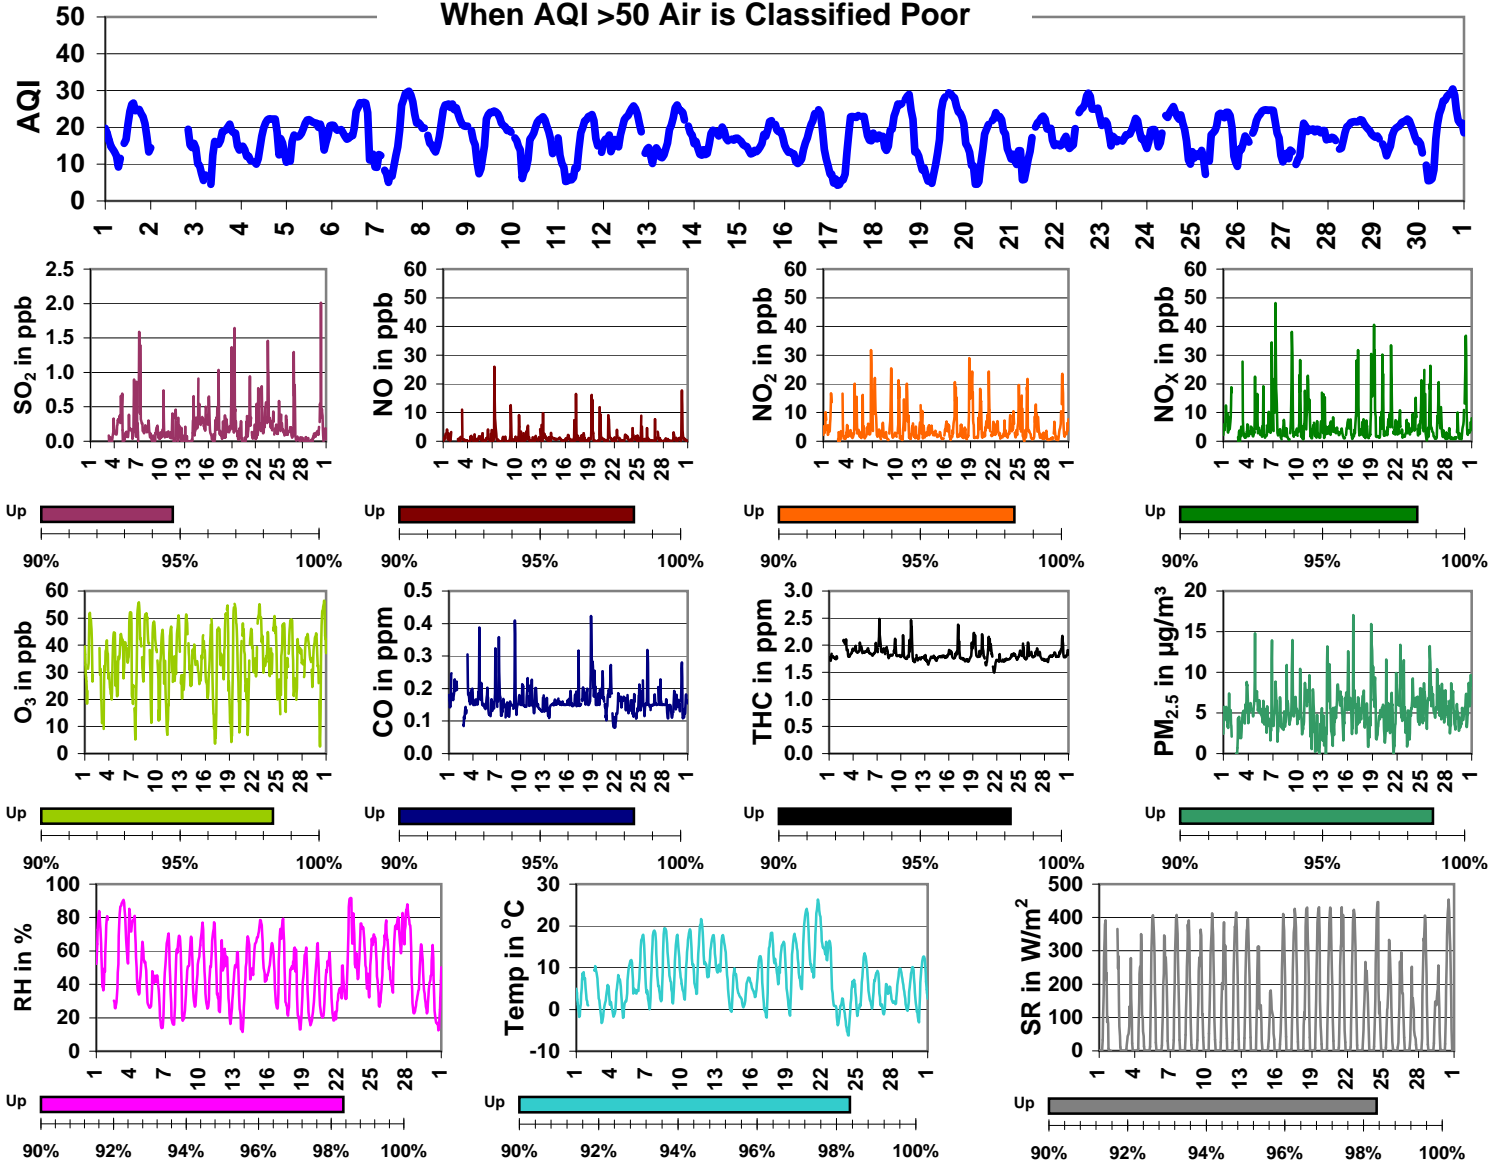 When AQI >50 Air is Classified Poor
AQI
50
40
30
20
10
0
1 2 3 4 5 6 7 8 9 10 11 12 13 14 15 16 17 18 19 20 21 22 23 24 25 26 27 28 29 30 1
SO2 in ppb
2.5
2.0
1.5
1.0
0.5
0.0
1 4 7 10 13 16 19 22 25 28 1
Up
90% 95% 100%
NO in ppb
60
50
40
30
20
10
0
1 4 7 10 13 16 19 22 25 28 1
Up
90% 95% 100%
NO2 in ppb
60
50
40
30
20
10
0
1 4 7 10 13 16 19 22 25 28 1
Up
90% 95% 100%
NOX in ppb
60
50
40
30
20
10
0
1 4 7 10 13 16 19 22 25 28 1
Up
90% 95% 100%
O3 in ppb
60
50
40
30
20
10
0
1 4 7 10 13 16 19 22 25 28 1
Up
90% 95% 100%
CO in ppm
0.5
0.4
0.3
0.2
0.1
0.0
1 4 7 10 13 16 19 22 25 28 1
Up
90% 95% 100%
THC in ppm
3.0
2.5
2.0
1.5
1.0
0.5
0.0
1 4 7 10 13 16 19 22 25 28 1
Up
90% 95% 100%
PM2.5 in µg/m³
20
15
10
5
0
1 4 7 10 13 16 19 22 25 28 1
Up
90% 95% 100%
RH in %
100
80
60
40
20
0
1 4 7 10 13 16 19 22 25 28 1
Up
90% 92% 94% 96% 98% 100%
Temp in oC
30
20
10
0
-10
1 4 7 10 13 16 19 22 25 28 1
Up
90% 92% 94% 96% 98% 100%
SR in W/m2
500
400
300
200
100
0
1 4 7 10 13 16 19 22 25 28 1
Up
90% 92% 94% 96% 98% 100%